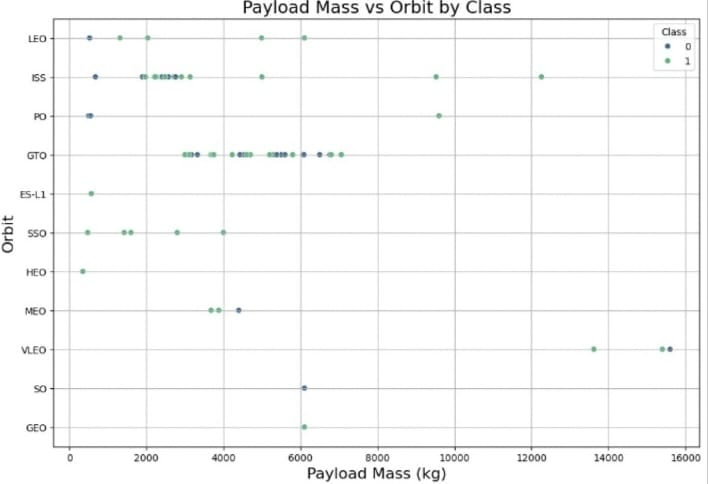 Payload Mass vs Orbit by Class
Class
0
1
LEO
ISS
PO
GTO
ES-L1
SSO
HEO
MEO
VLEO
SO
GEO
Orbit
0 2000 4000 6000 8000 10000 12000 14000 16000
Payload Mass (kg)